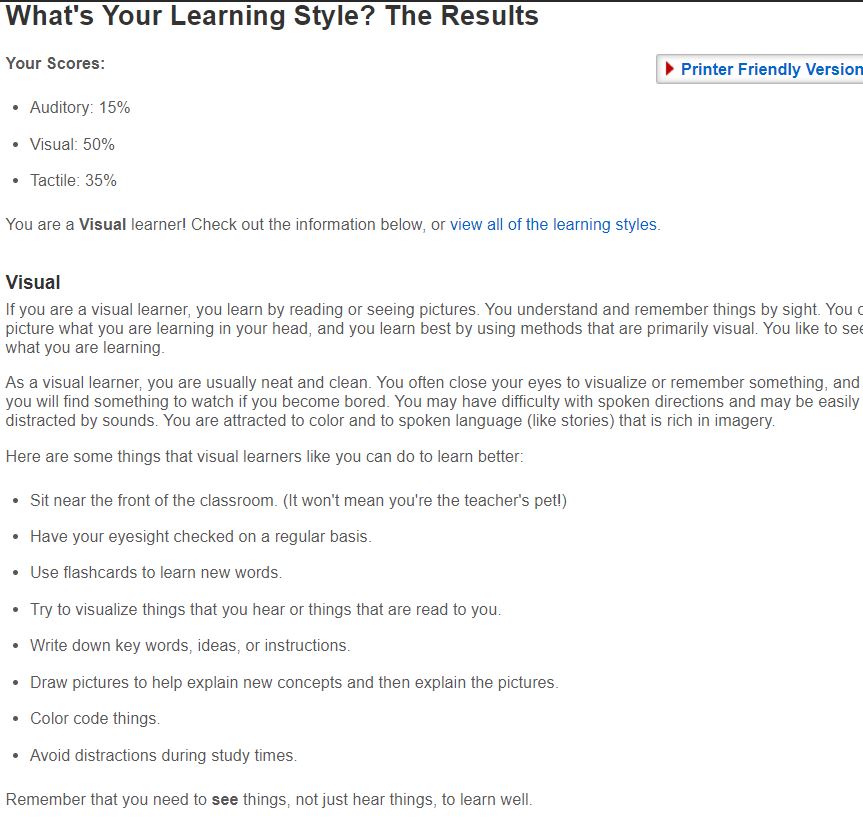 What's Your Learning Style? The Results
Your Scores:
Printer Friendly Version
• Auditory: 15%
• Visual: 50%
• Tactile: 35%
You are a Visual learner! Check out the information below, or view all of the learning styles.
Visual
If you are a visual learner, you learn by reading or seeing pictures. You understand and remember things by sight. You
picture what you are learning in your head, and you learn best by using methods that are primarily visual. You like to see
what you are learning.
As a visual learner, you are usually neat and clean. You often close your eyes to visualize or remember something, and
you will find something to watch if you become bored. You may have difficulty with spoken directions and may be easily
distracted by sounds. You are attracted to color and to spoken language (like stories) that is rich in imagery.
Here are some things that visual learners like you can do to learn better:
• Sit near the front of the classroom. (It won't mean you're the teacher's pet!)
• Have your eyesight checked on a regular basis.
• Use flashcards to learn new words.
• Try to visualize things that you hear or things that are read to you.
• Write down key words, ideas, or instructions.
• Draw pictures to help explain new concepts and then explain the pictures.
• Color code things.
• Avoid distractions during study times.
Remember that you need to see things, not just hear things, to learn well.